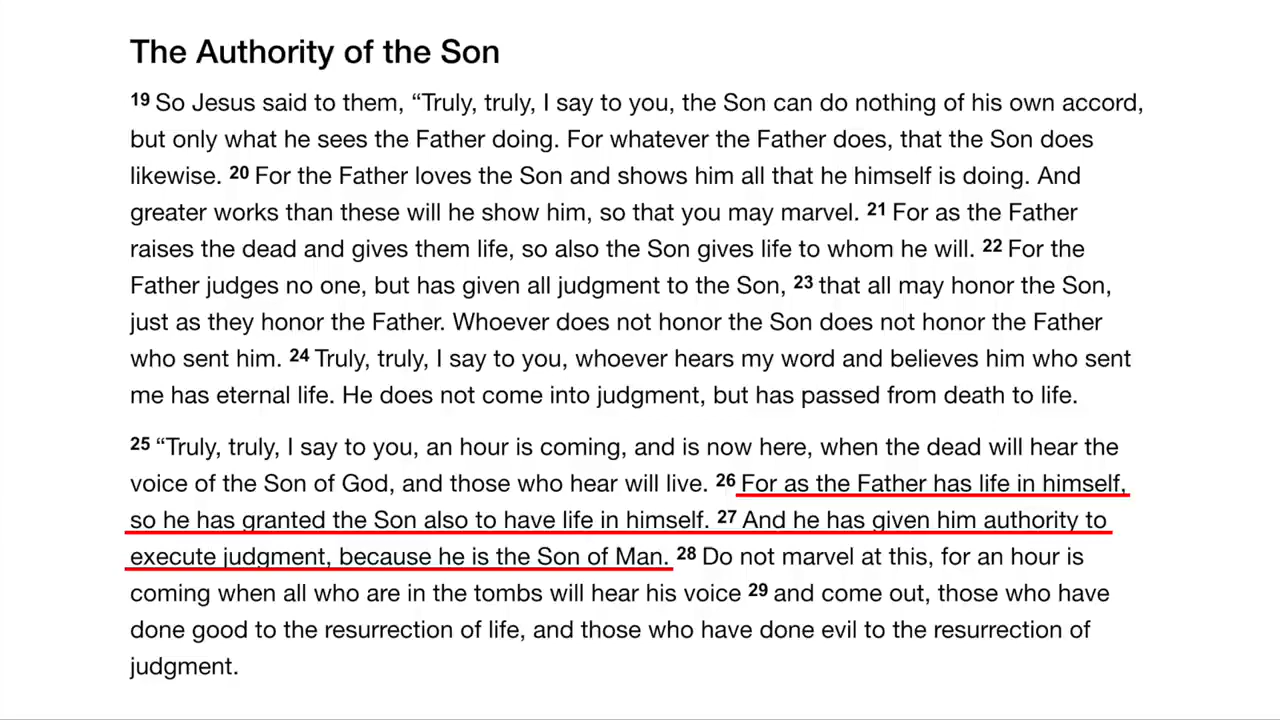 The Authority of the Son
19 So Jesus said to them, “Truly, truly, I say to you, the Son can do nothing of his own accord,
but only what he sees the Father doing. For whatever the Father does, that the Son does
likewise. 20 For the Father loves the Son and shows him all that he himself is doing. And
greater works than these will he show him, so that you may marvel. 21 For as the Father
raises the dead and gives them life, so also the Son gives life to whom he will. 22 For the
Father judges no one, but has given all judgment to the Son, 23 that all may honor the Son,
just as they honor the Father. Whoever does not honor the Son does not honor the Father
who sent him. 24 Truly, truly, I say to you, whoever hears my word and believes him who sent
me has eternal life. He does not come into judgment, but has passed from death to life.
25 “Truly, truly, I say to you, an hour is coming, and is now here, when the dead will hear the
voice of the Son of God, and those who hear will live. 26 For as the Father has life in himself,
so he has granted the Son also to have life in himself. 27 And he has given him authority to
execute judgment, because he is the Son of Man. 28 Do not marvel at this, for an hour is
coming when all who are in the tombs will hear his voice 29 and come out, those who have
done good to the resurrection of life, and those who have done evil to the resurrection of
judgment.